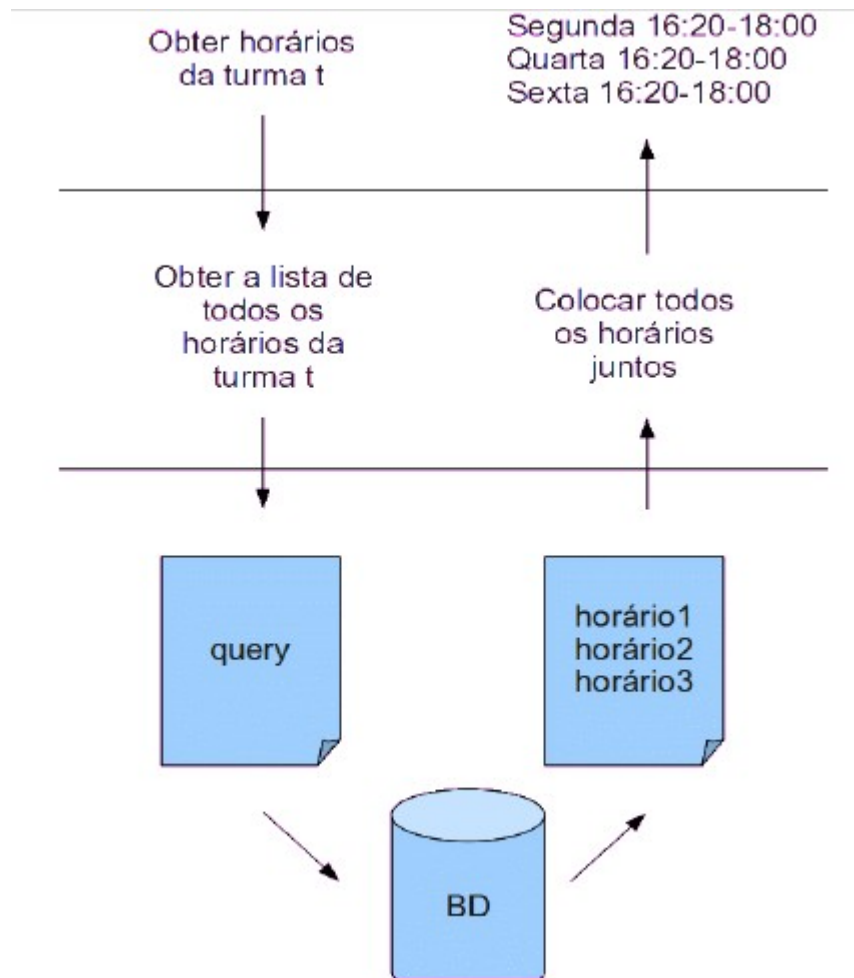 Obter horários
da turma t
Segunda 16:20-18:00
Quarta 16:20-18:00
Sexta 16:20-18:00
Obter a lista de
todos os
horários da
turma t
Colocar todos
os horários
juntos
query
horário1
horário2
horário3
BD